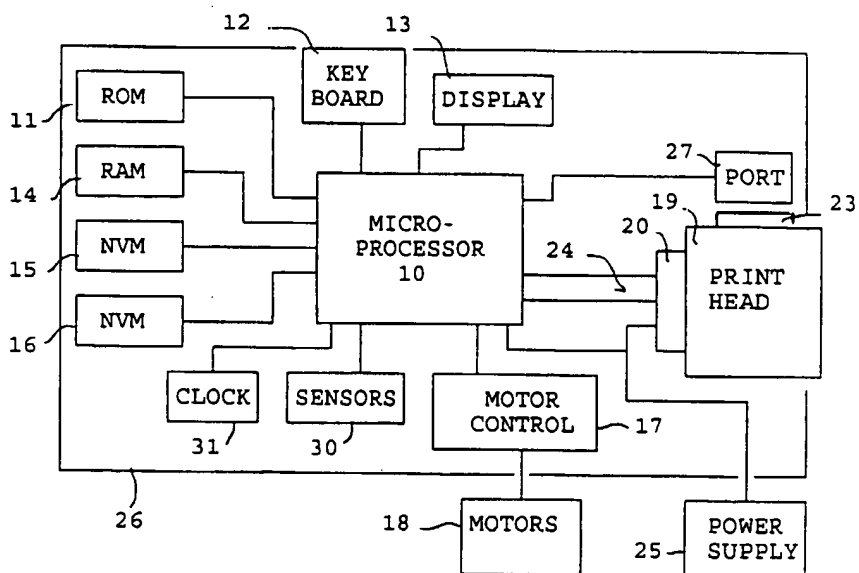 12
13
KEY
BOARD
ROM
DISPLAY
11
27
RAM
PORT
14
23
19
MICRO-
PROCESSOR
10
20
24
NVM
PRINT
HEAD
15
NVM
16
CLOCK
SENSORS
MOTOR
CONTROL
17
31
30
26
18
MOTORS
25
POWER
SUPPLY